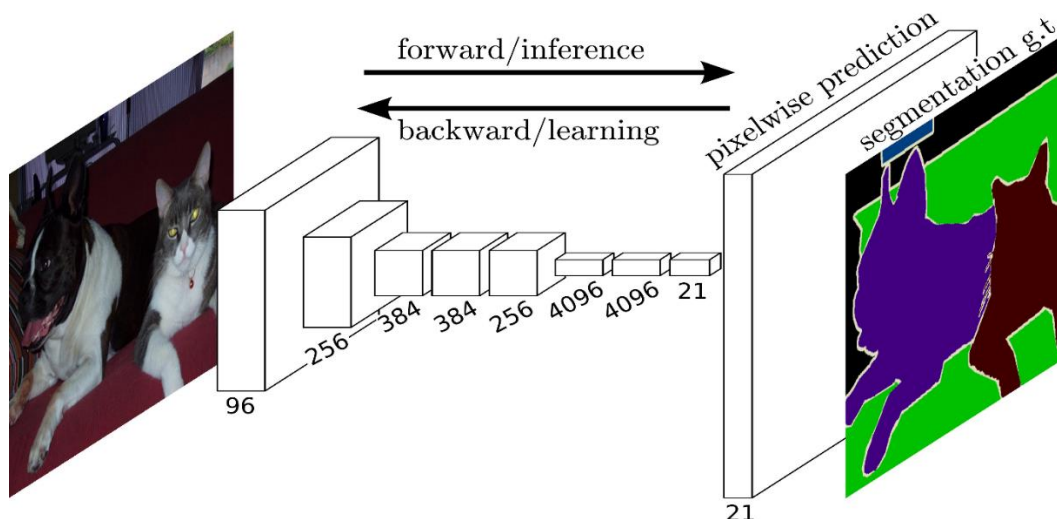 forward/inference
backward/learning
pixelwise prediction
segmentation g.t.
96
256
384
384
256
4096
4096
21
21